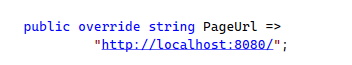 public override string PageUrl =>
"http://localhost:8080/";